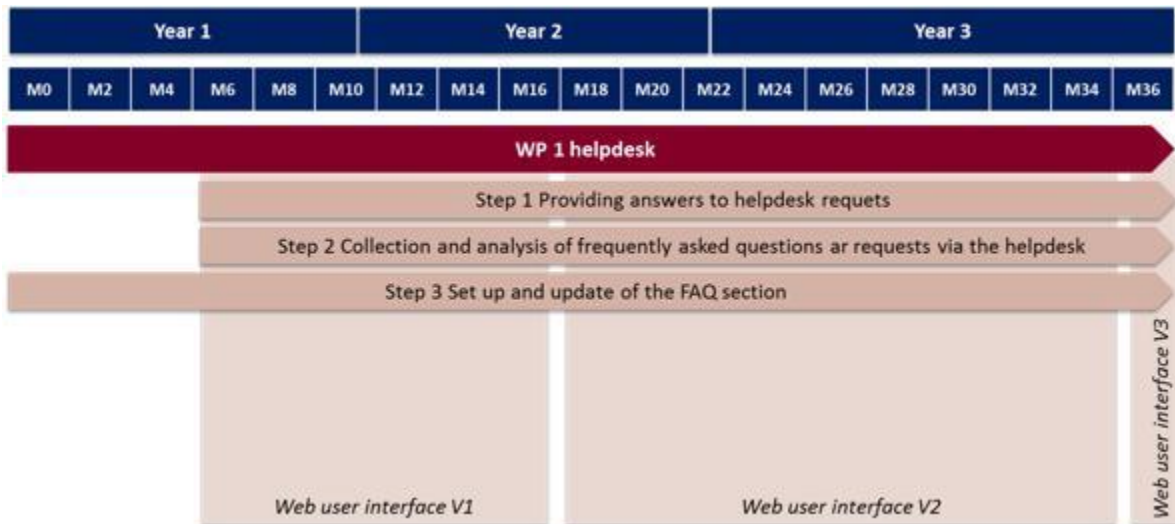 Year 1 Year 2 Year 3
M0 M2 M4 M6 M8 M10 M12 M14 M16 M18 M20 M22 M24 M26 M28 M30 M32 M34 M36
WP 1 helpdesk
Step 1 Providing answers to helpdesk requets
Step 2 Collection and analysis of frequently asked questions ar requests via the helpdesk
Step 3 Set up and update of the FAQ section
Web user interface V1
Web user interface V2
Web user interface V3